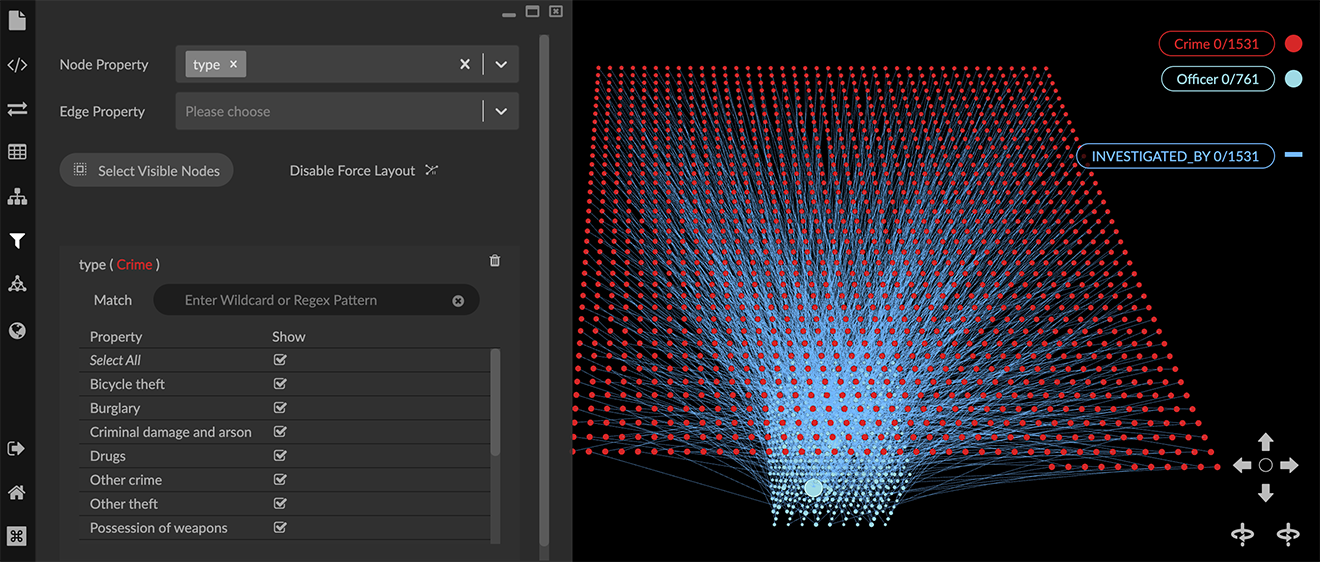 Node Property
type ×
Edge Property
Please choose
Select Visible Nodes
Disable Force Layout
type ( Crime )
Match
Enter Wildcard or Regex Pattern
Property Show
Select All
Bicycle theft
Burglary
Criminal damage and arson
Drugs
Other crime
Other theft
Possession of weapons
Crime 0/1531
Officer 0/761
INVESTIGATED_BY 0/1531